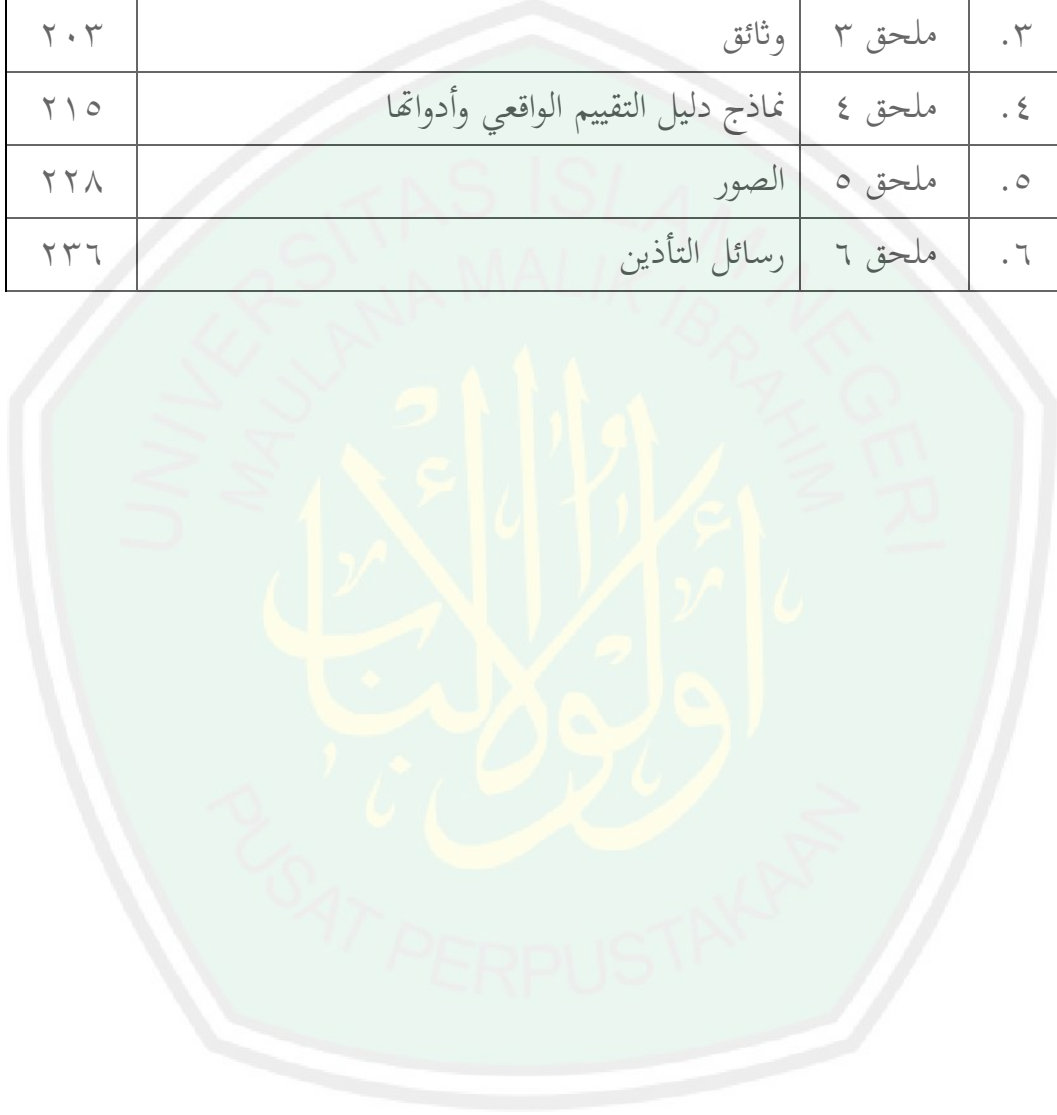 ٣. ملحق ٣ وثائق ٢٠٣
٤. ملحق ٤ نماذج دليل التقييم الواقعي وأدواتها ٢١٥
٥. ملحق ٥ الصور ٢٢٨
٦. ملحق ٦ رسائل التأذين ٢٣٦
UNIVERSITAS ISLAM NEGERI
MAULANA MALIK IBRAHIM
أولو الألباب
PUSAT PERPUSTAKAAN